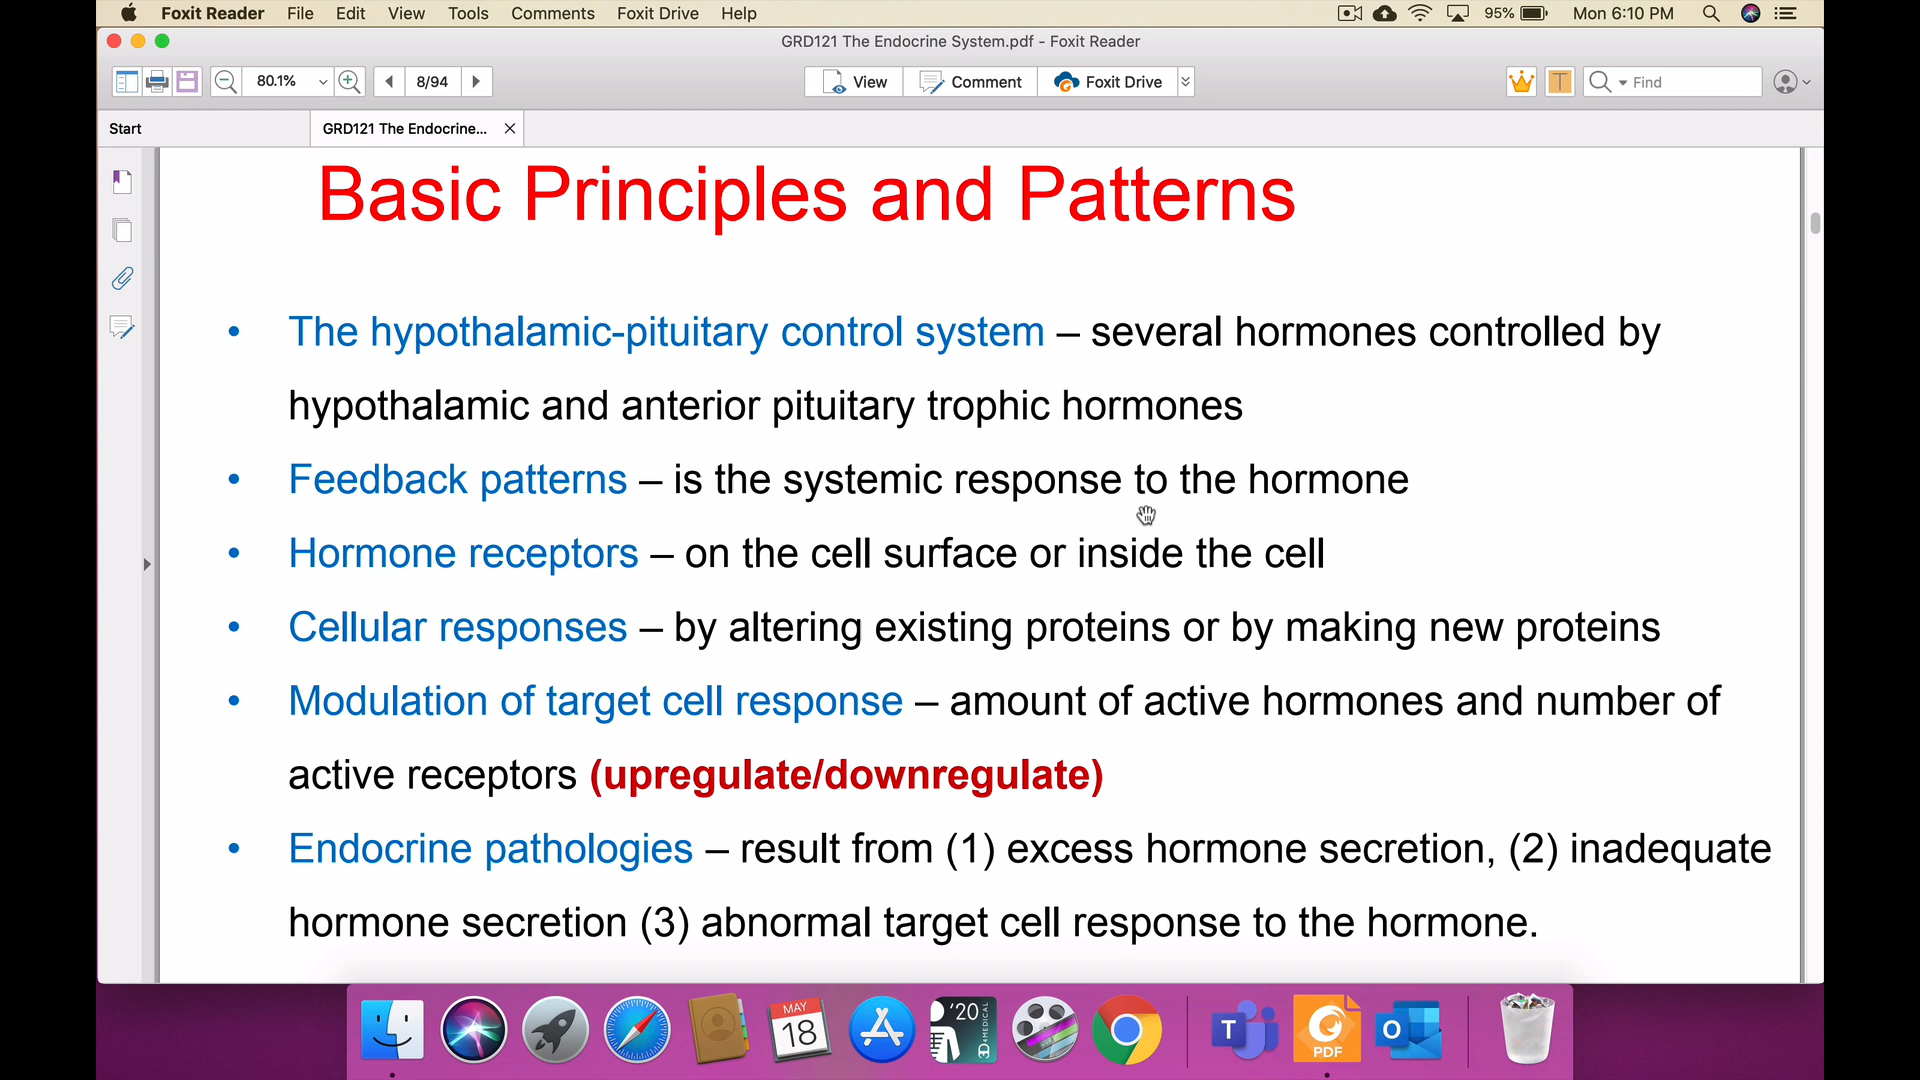 Foxit Reader File Edit View Tools Comments Foxit Drive Help 95% Mon 6:10 PM
GRD121 The Endocrine System.pdf - Foxit Reader
80.1% 8/94 View Comment Foxit Drive T Find
Start GRD121 The Endocrine...
Basic Principles and Patterns
• The hypothalamic-pituitary control system – several hormones controlled by
hypothalamic and anterior pituitary trophic hormones
• Feedback patterns – is the systemic response to the hormone
• Hormone receptors – on the cell surface or inside the cell
• Cellular responses – by altering existing proteins or by making new proteins
• Modulation of target cell response – amount of active hormones and number of
active receptors (upregulate/downregulate)
• Endocrine pathologies – result from (1) excess hormone secretion, (2) inadequate
hormone secretion (3) abnormal target cell response to the hormone.
MAY
18
'20
3D4MEDICAL
T
PDF
O